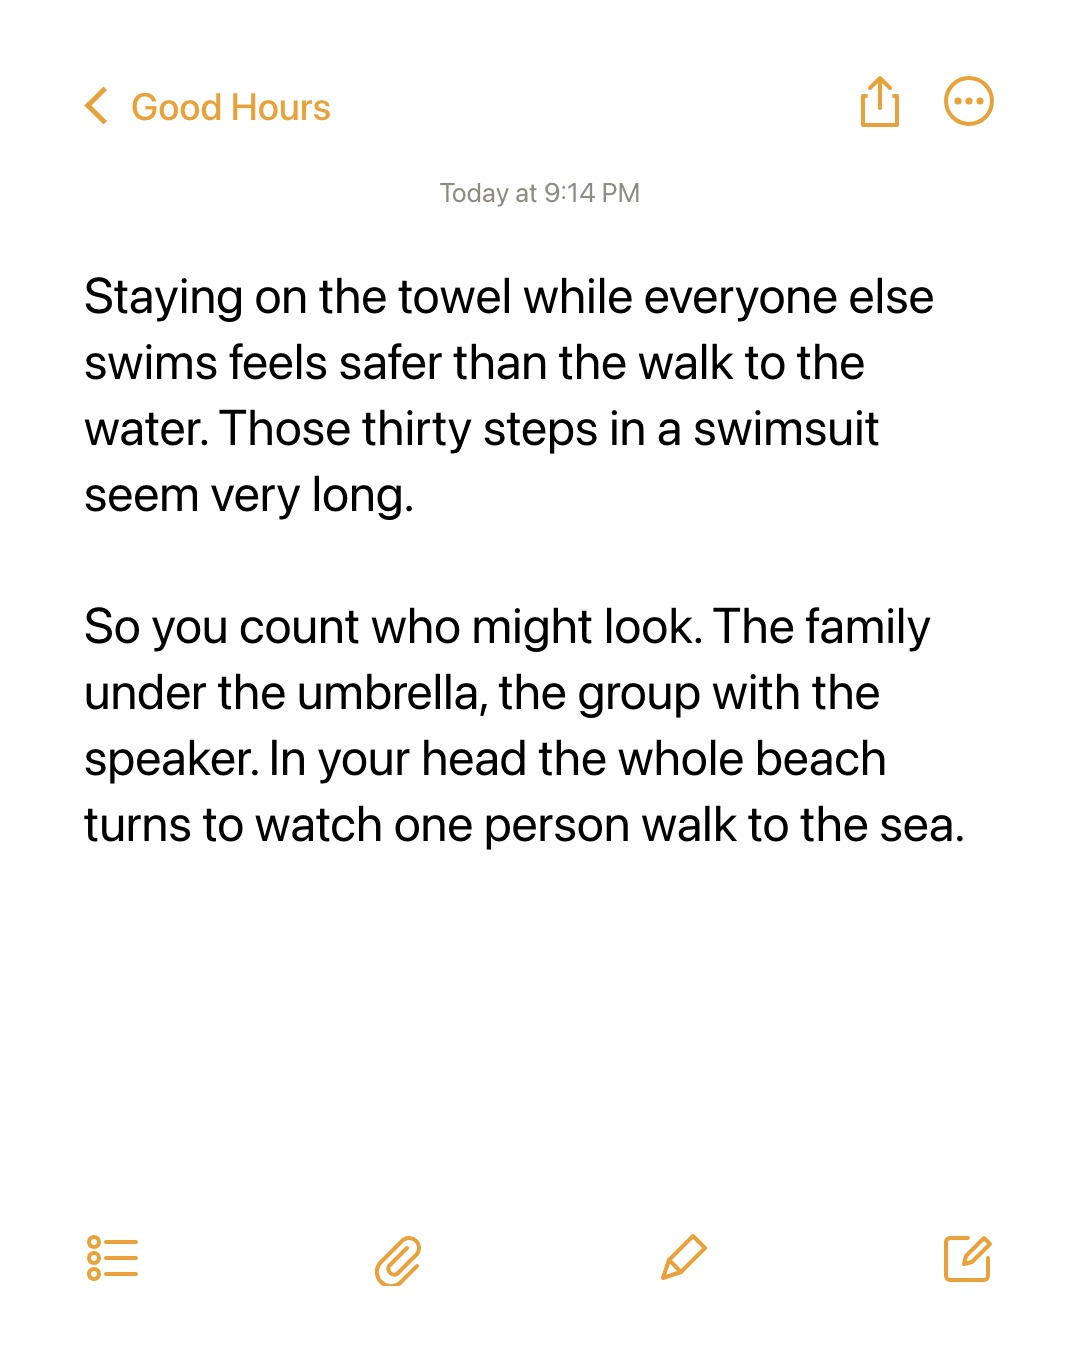 Good Hours
Today at 9:14 PM
Staying on the towel while everyone else
swims feels safer than the walk to the
water. Those thirty steps in a swimsuit
seem very long.
So you count who might look. The family
under the umbrella, the group with the
speaker. In your head the whole beach
turns to watch one person walk to the sea.